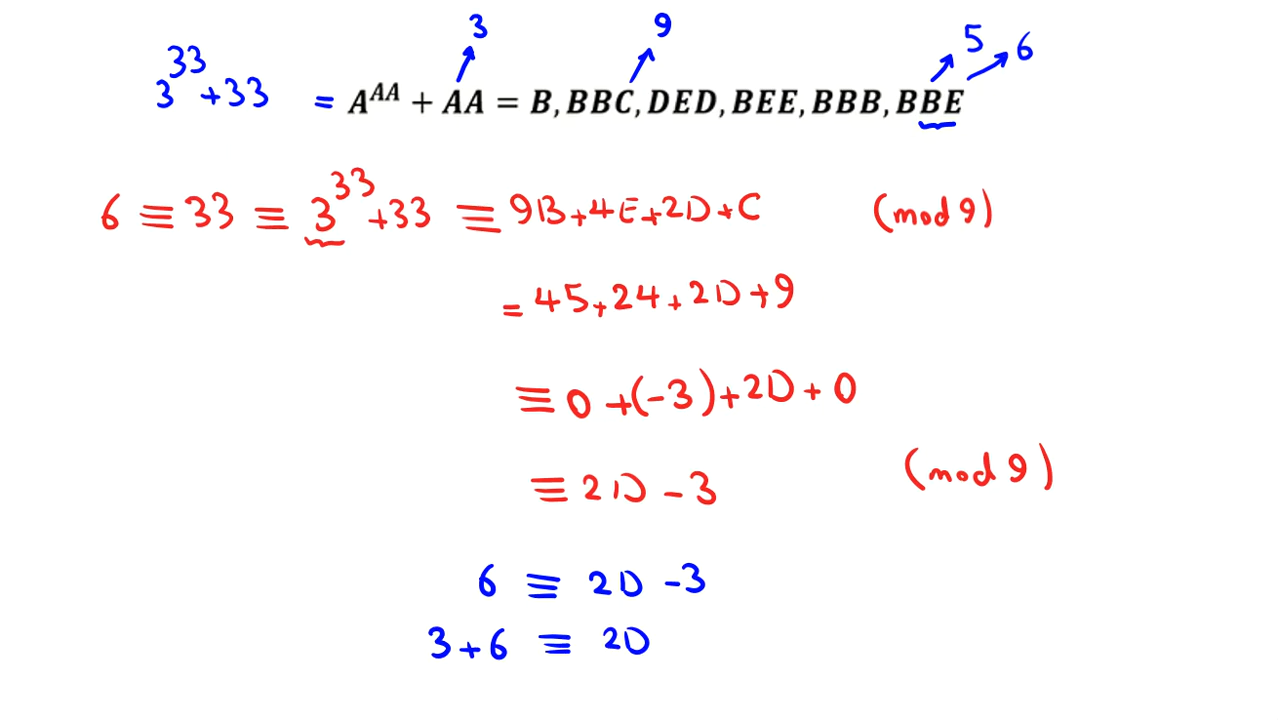 3 9 5 6
3^33 + 33 = A^AA + AA = B, BBC, DED, BEE, BBB, BBE
6 ≡ 33 ≡ 3^33 + 33 ≡ 9B + 4E + 2D + C (mod 9)
= 45 + 24 + 2D + 9
≡ 0 + (-3) + 2D + 0
≡ 2D - 3 (mod 9)
6 ≡ 2D - 3
3 + 6 ≡ 2D